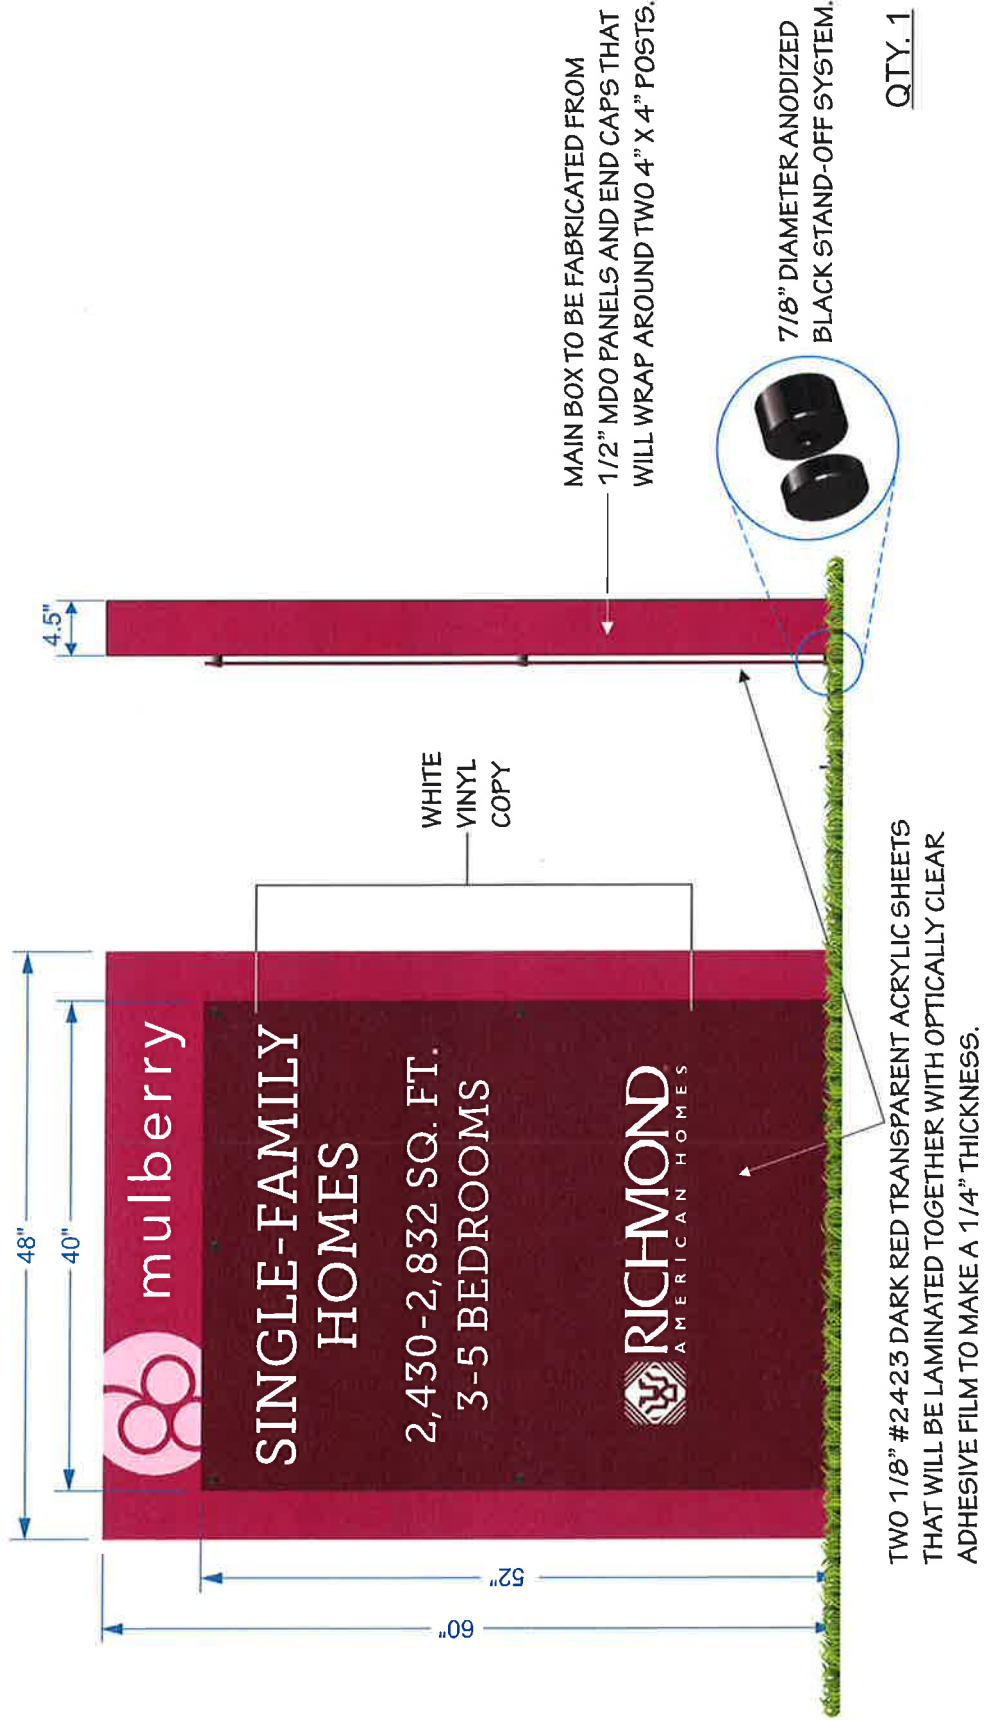 48"
40"
4.5"
60"
52"
mulberry
SINGLE-FAMILY
HOMES
2,430-2,832 SQ. FT.
3-5 BEDROOMS
RICHMOND
AMERICAN HOMES
WHITE
VINYL
COPY
MAIN BOX TO BE FABRICATED FROM
1/2" MDO PANELS AND END CAPS THAT
WILL WRAP AROUND TWO 4" X 4" POSTS.
7/8" DIAMETER ANODIZED
BLACK STAND-OFF SYSTEM.
TWO 1/8" #2423 DARK RED TRANSPARENT ACRYLIC SHEETS
THAT WILL BE LAMINATED TOGETHER WITH OPTICALLY CLEAR
ADHESIVE FILM TO MAKE A 1/4" THICKNESS.
QTY. 1